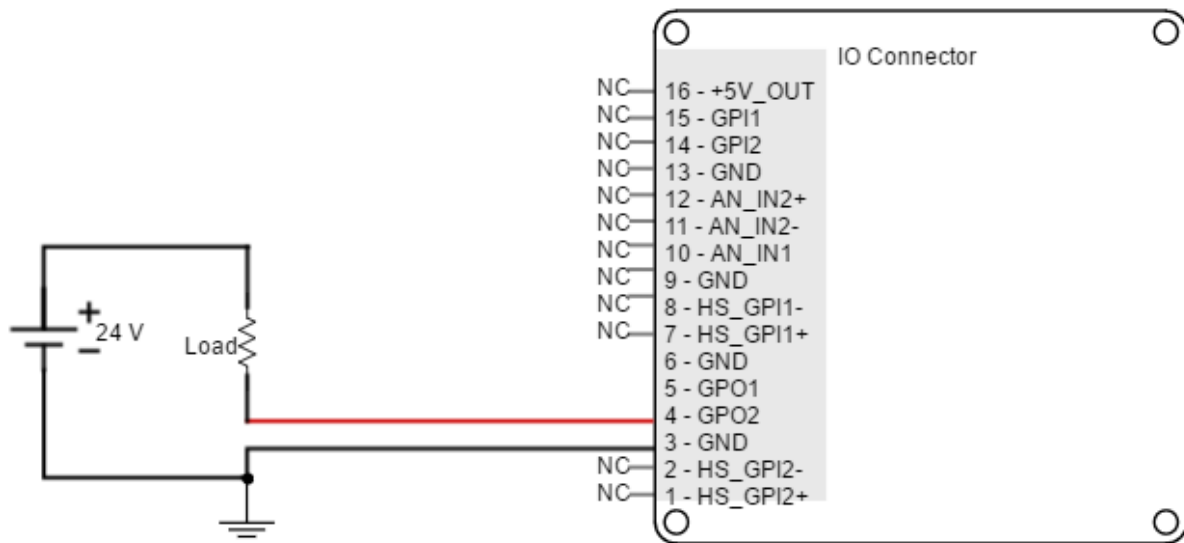 IO Connector
NC 16 - +5V_OUT
NC 15 - GPI1
NC 14 - GPI2
NC 13 - GND
NC 12 - AN_IN2+
NC 11 - AN_IN2-
NC 10 - AN_IN1
NC 9 - GND
NC 8 - HS_GPI1-
NC 7 - HS_GPI1+
6 - GND
5 - GPO1
4 - GPO2
3 - GND
NC 2 - HS_GPI2-
NC 1 - HS_GPI2+
+
24 V
−
Load